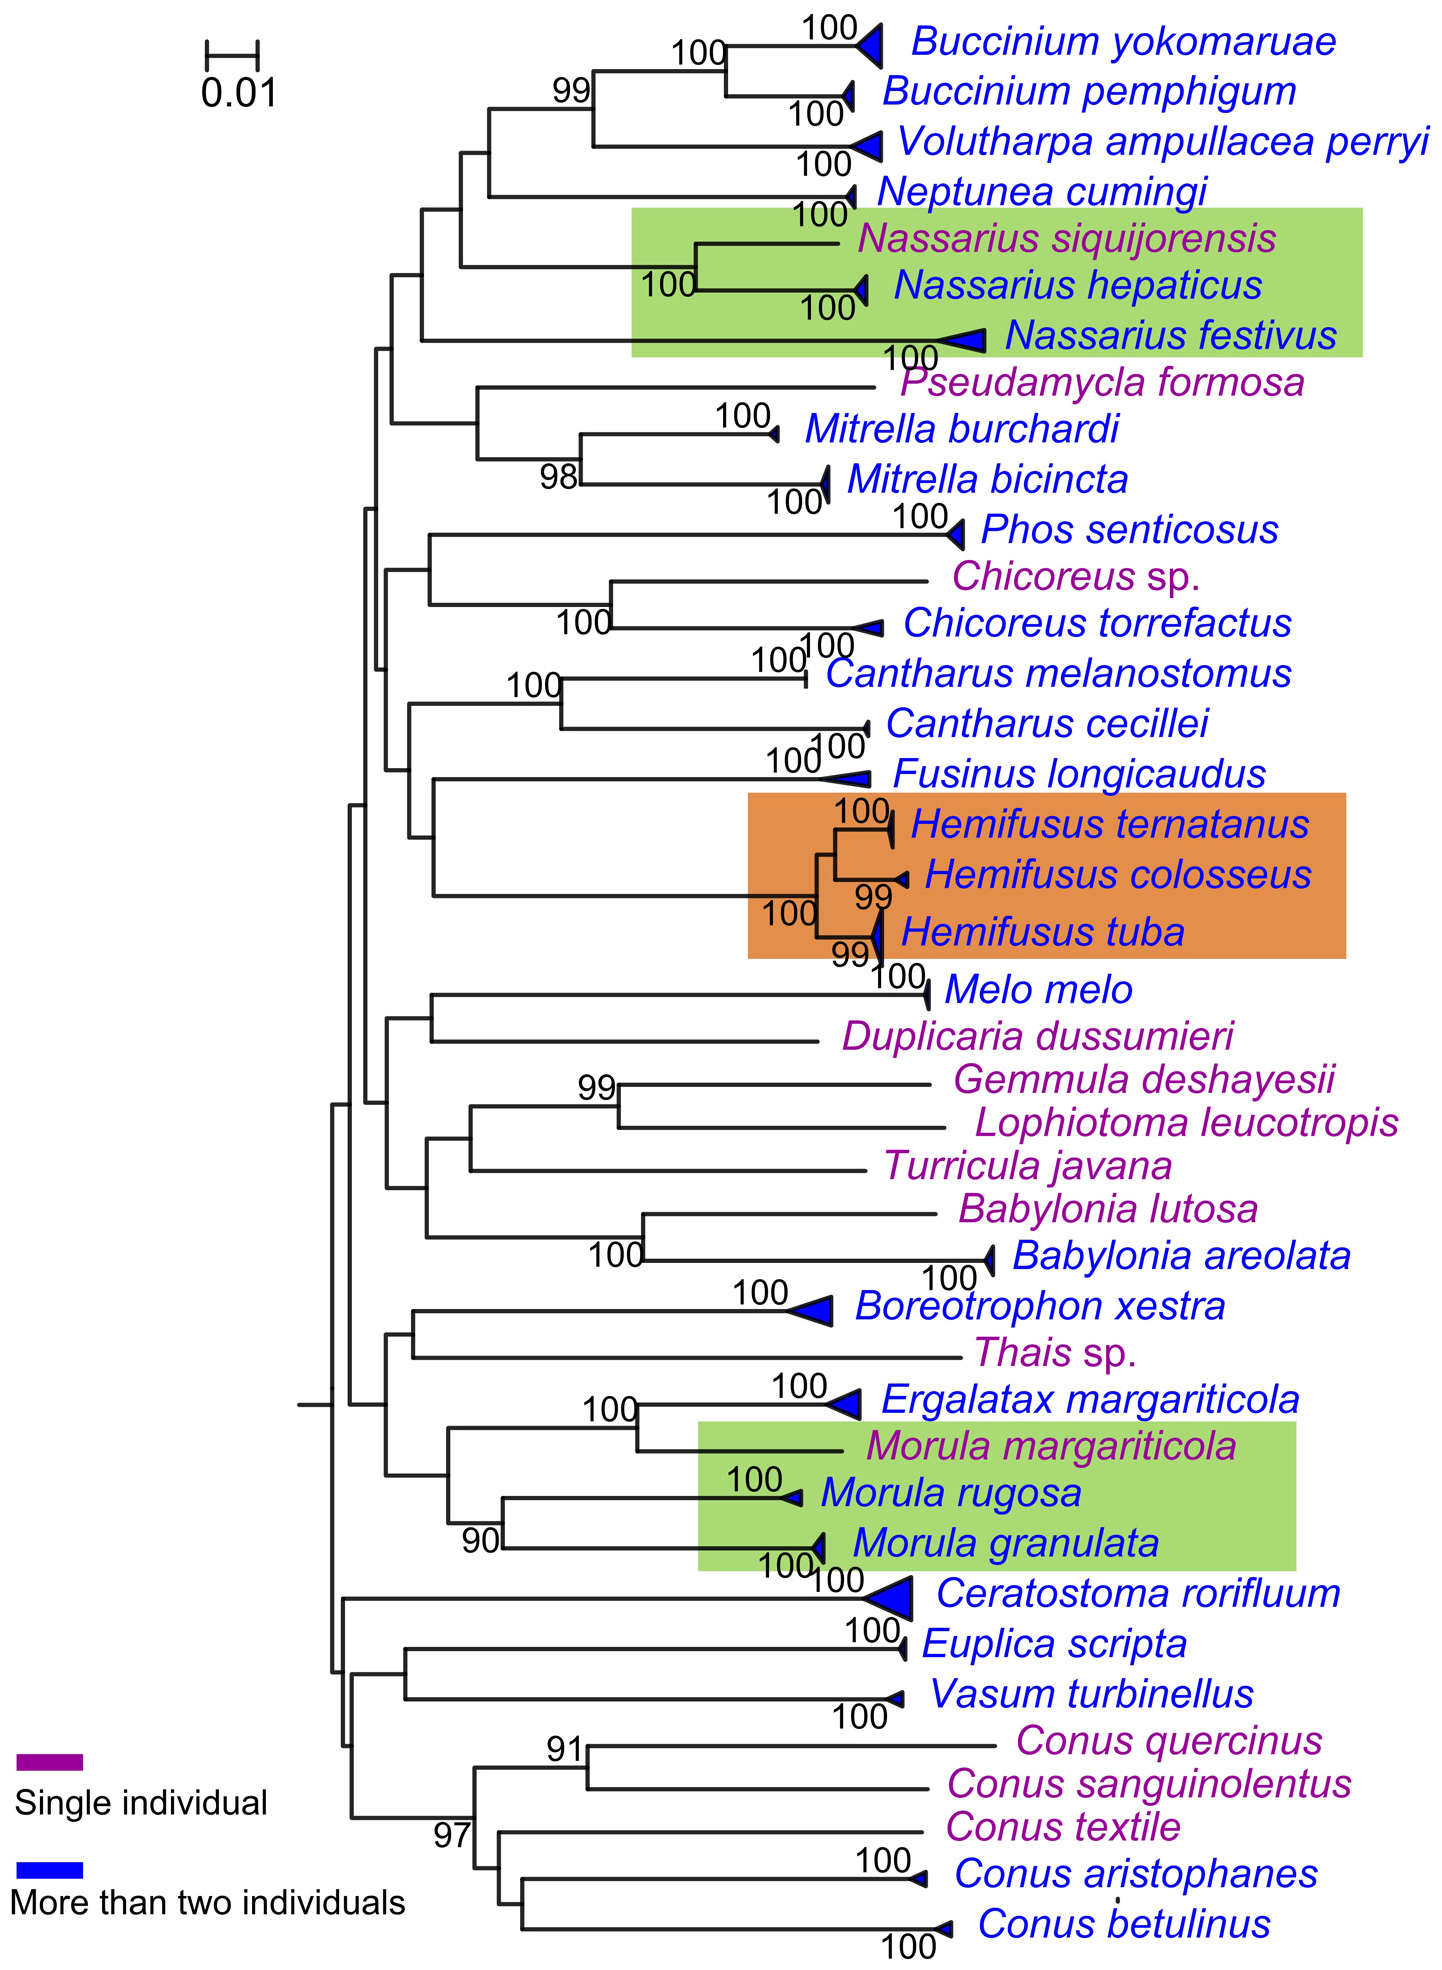 0.01
100
Buccinium yokomaruae
100
100
Buccinium pemphigum
99
100
Volutharpa ampullacea perryi
100
Neptunea cumingi
Nassarius siquijorensis
100
100
Nassarius hepaticus
100
Nassarius festivus
Pseudamycla formosa
100
Mitrella burchardi
98
100
Mitrella bicincta
100
Phos senticosus
Chicoreus sp.
100
100
Chicoreus torrefactus
100
100
Cantharus melanostomus
100
Cantharus cecillei
100
Fusinus longicaudus
100
Hemifusus ternatanus
99
Hemifusus colosseus
100
99
Hemifusus tuba
100
Melo melo
Duplicaria dussumieri
99
Gemmula deshayesii
Lophiotoma leucotropis
Turricula javana
Babylonia lutosa
100
100
Babylonia areolata
100
Boreotrophon xestra
Thais sp.
100
100
Ergalatax margariticola
Morula margariticola
100
Morula rugosa
90
100
Morula granulata
100
Ceratostoma rorifluum
100
Euplica scripta
100
Vasum turbinellus
91
Conus quercinus
Conus sanguinolentus
97
Conus textile
100
Conus aristophanes
100
Conus betulinus
Single individual
More than two individuals